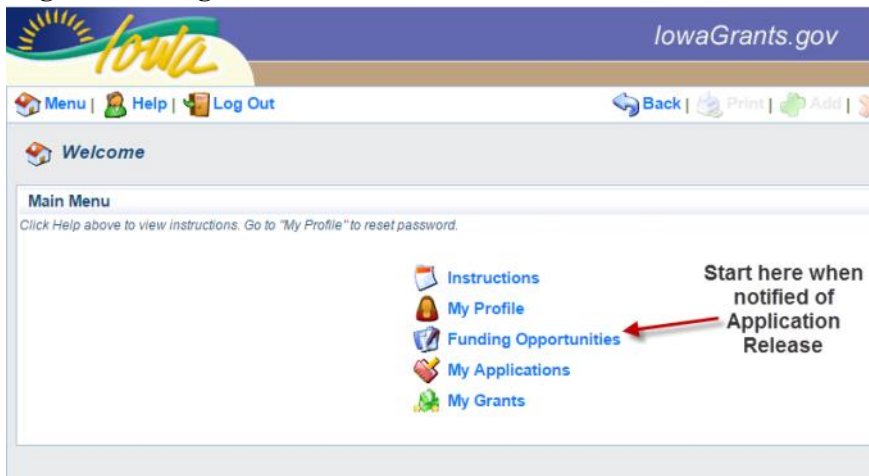 Iowa
IowaGrants.gov
Menu | Help | Log Out
Back | Print | Add |
Welcome
Main Menu
Click Help above to view instructions. Go to "My Profile" to reset password.
Instructions
My Profile
Funding Opportunities
My Applications
My Grants
Start here when
notified of
Application
Release